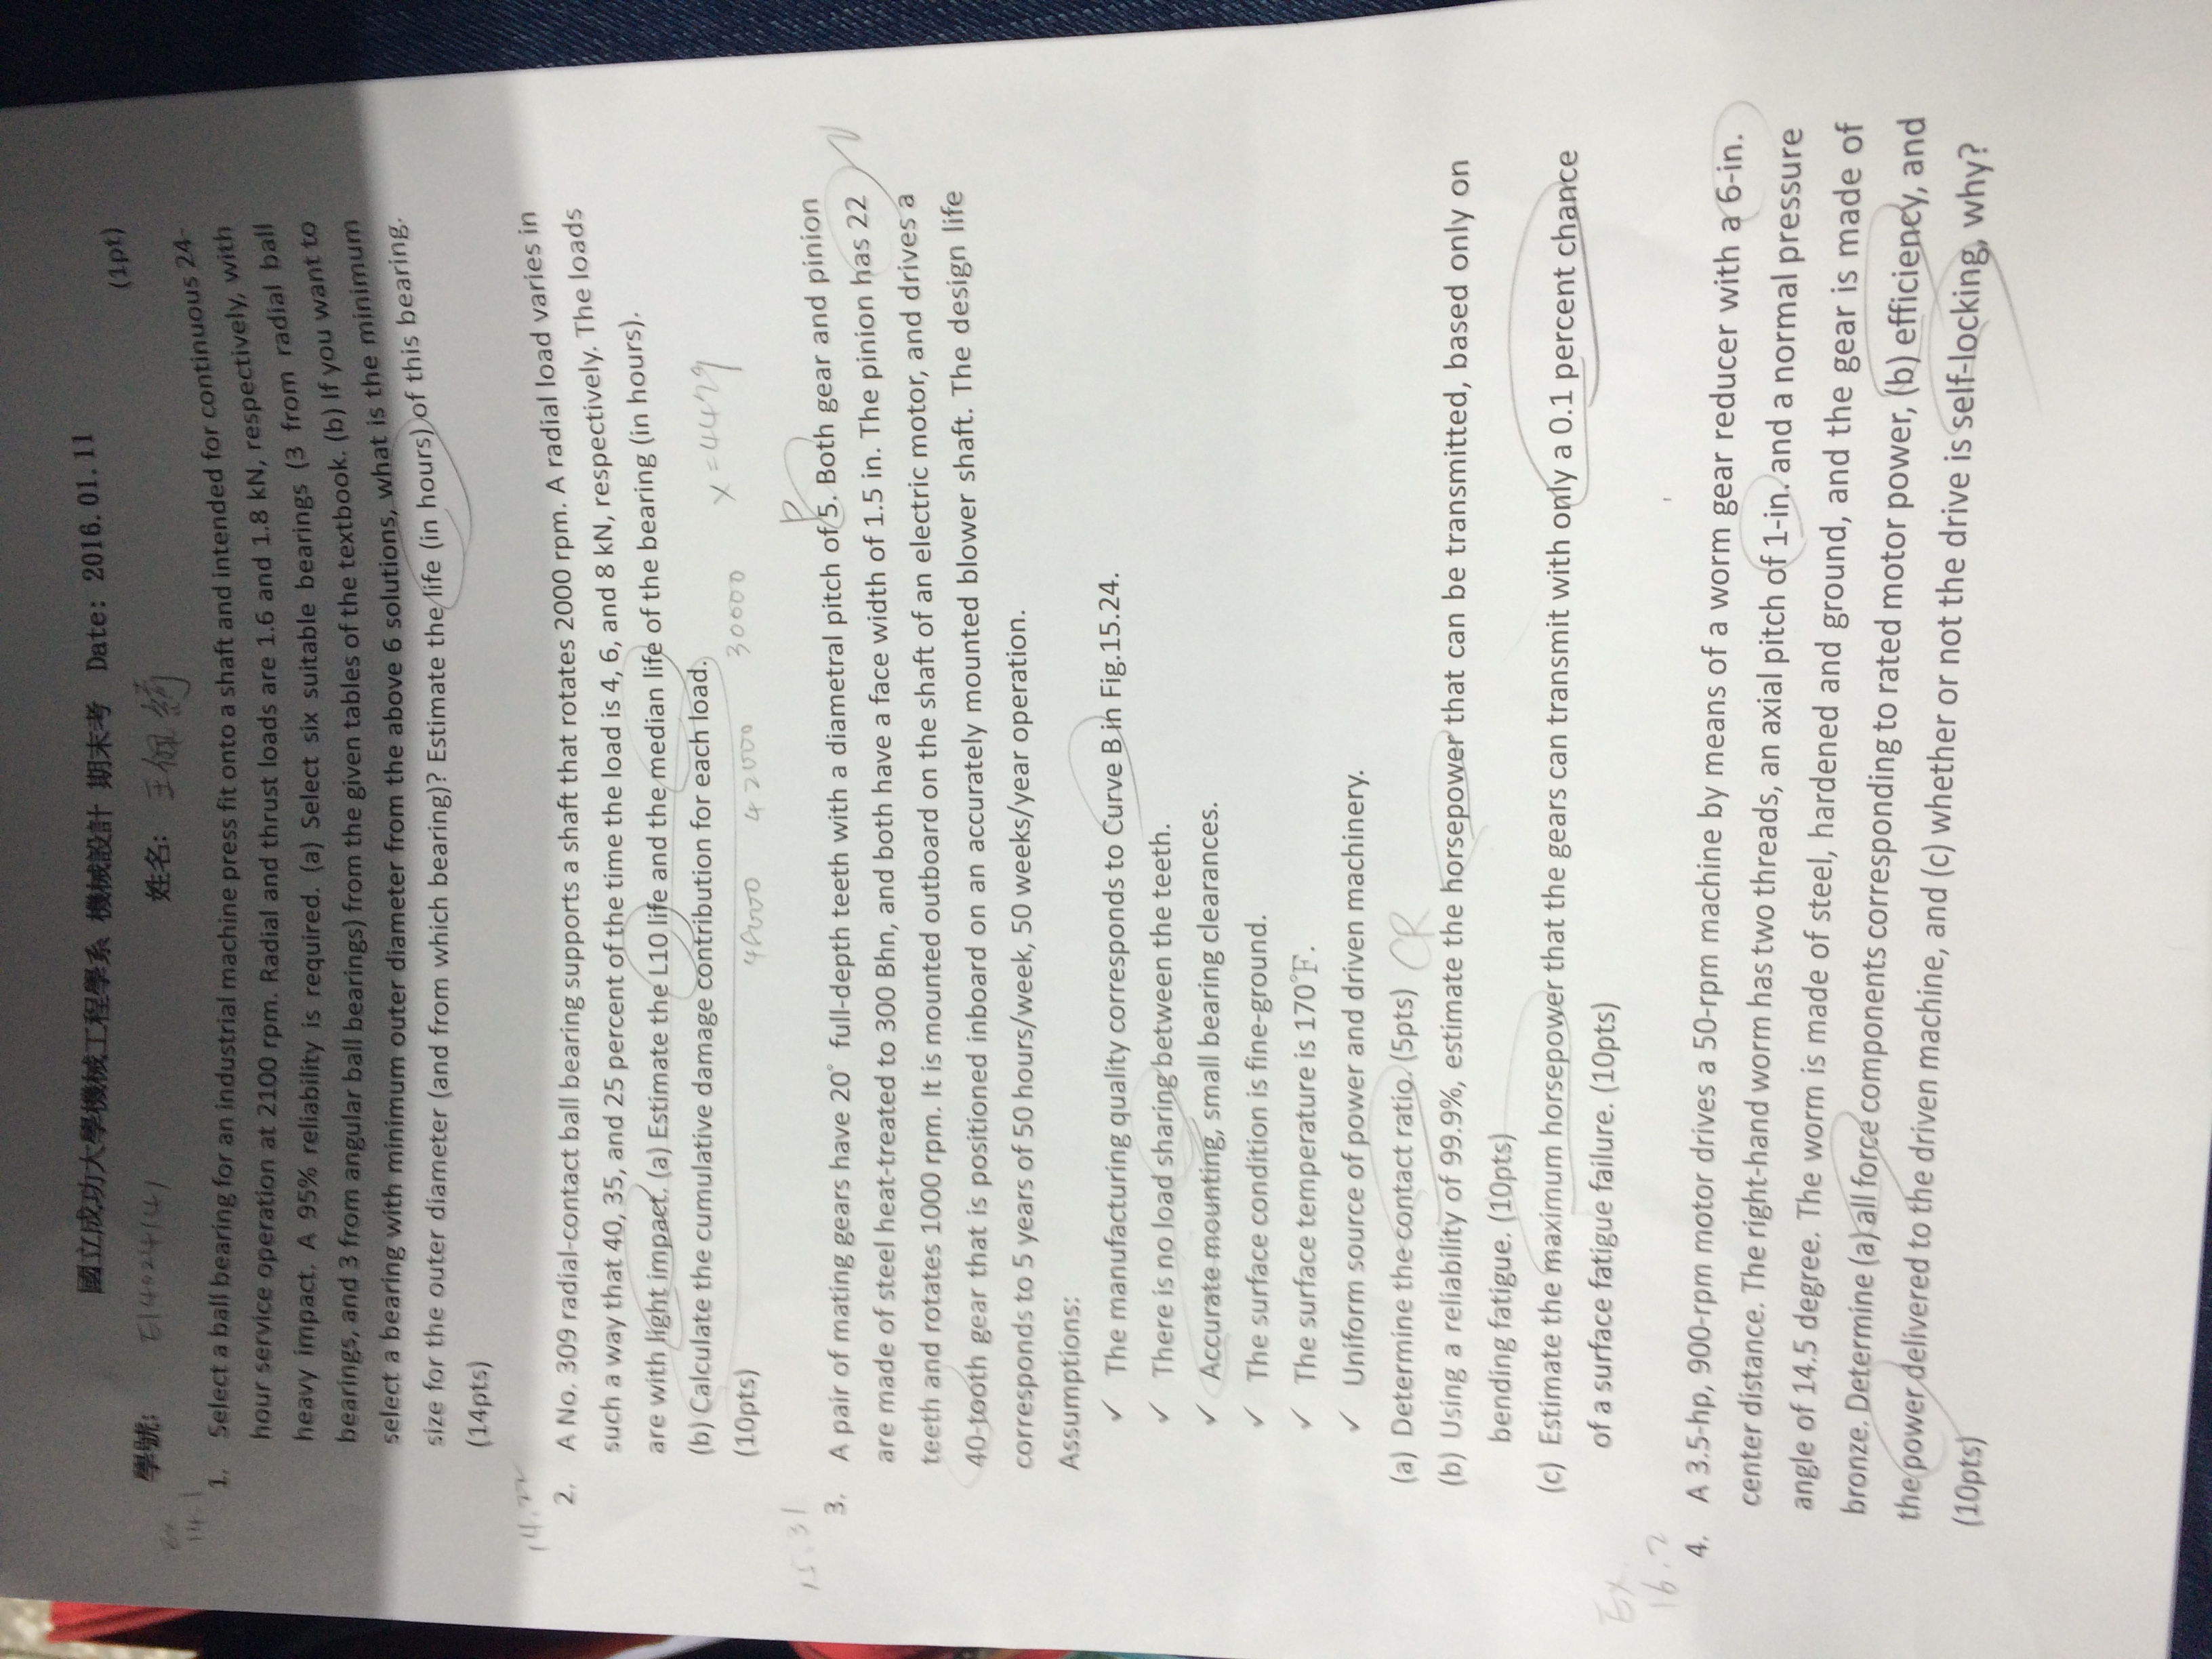 國立成功大學機械工程學系 機械設計 期末考 Date: 2016.01.11
(1pt)
學號: E14024141 姓名: 王佩綺
Ex 14.1
1. Select a ball bearing for an industrial machine press fit onto a shaft and intended for continuous 24-
hour service operation at 2100 rpm. Radial and thrust loads are 1.6 and 1.8 kN, respectively, with
heavy impact. A 95% reliability is required. (a) Select six suitable bearings (3 from radial ball
bearings, and 3 from angular ball bearings) from the given tables of the textbook. (b) If you want to
select a bearing with minimum outer diameter from the above 6 solutions, what is the minimum
size for the outer diameter (and from which bearing)? Estimate the life (in hours) of this bearing.
(14pts)
14.22
2. A No. 309 radial-contact ball bearing supports a shaft that rotates 2000 rpm. A radial load varies in
such a way that 40, 35, and 25 percent of the time the load is 4, 6, and 8 kN, respectively. The loads
are with light impact. (a) Estimate the L10 life and the median life of the bearing (in hours).
(b) Calculate the cumulative damage contribution for each load.
(10pts) 48000 42000 30000 x=4479
15.31
P
3. A pair of mating gears have 20° full-depth teeth with a diametral pitch of 5. Both gear and pinion
are made of steel heat-treated to 300 Bhn, and both have a face width of 1.5 in. The pinion has 22 N
teeth and rotates 1000 rpm. It is mounted outboard on the shaft of an electric motor, and drives a
40-tooth gear that is positioned inboard on an accurately mounted blower shaft. The design life
corresponds to 5 years of 50 hours/week, 50 weeks/year operation.
Assumptions:
✓ The manufacturing quality corresponds to Curve B in Fig.15.24.
✓ There is no load sharing between the teeth.
✓ Accurate mounting, small bearing clearances.
✓ The surface condition is fine-ground.
✓ The surface temperature is 170°F.
✓ Uniform source of power and driven machinery.
(a) Determine the contact ratio. (5pts) CR
(b) Using a reliability of 99.9%, estimate the horsepower that can be transmitted, based only on
bending fatigue. (10pts)
(c) Estimate the maximum horsepower that the gears can transmit with only a 0.1 percent chance
of a surface fatigue failure. (10pts)
Ex.
16.2
4. A 3.5-hp, 900-rpm motor drives a 50-rpm machine by means of a worm gear reducer with a 6-in.
center distance. The right-hand worm has two threads, an axial pitch of 1-in. and a normal pressure
angle of 14.5 degree. The worm is made of steel, hardened and ground, and the gear is made of
bronze. Determine (a) all force components corresponding to rated motor power, (b) efficiency, and
the power delivered to the driven machine, and (c) whether or not the drive is self-locking, why?
(10pts)